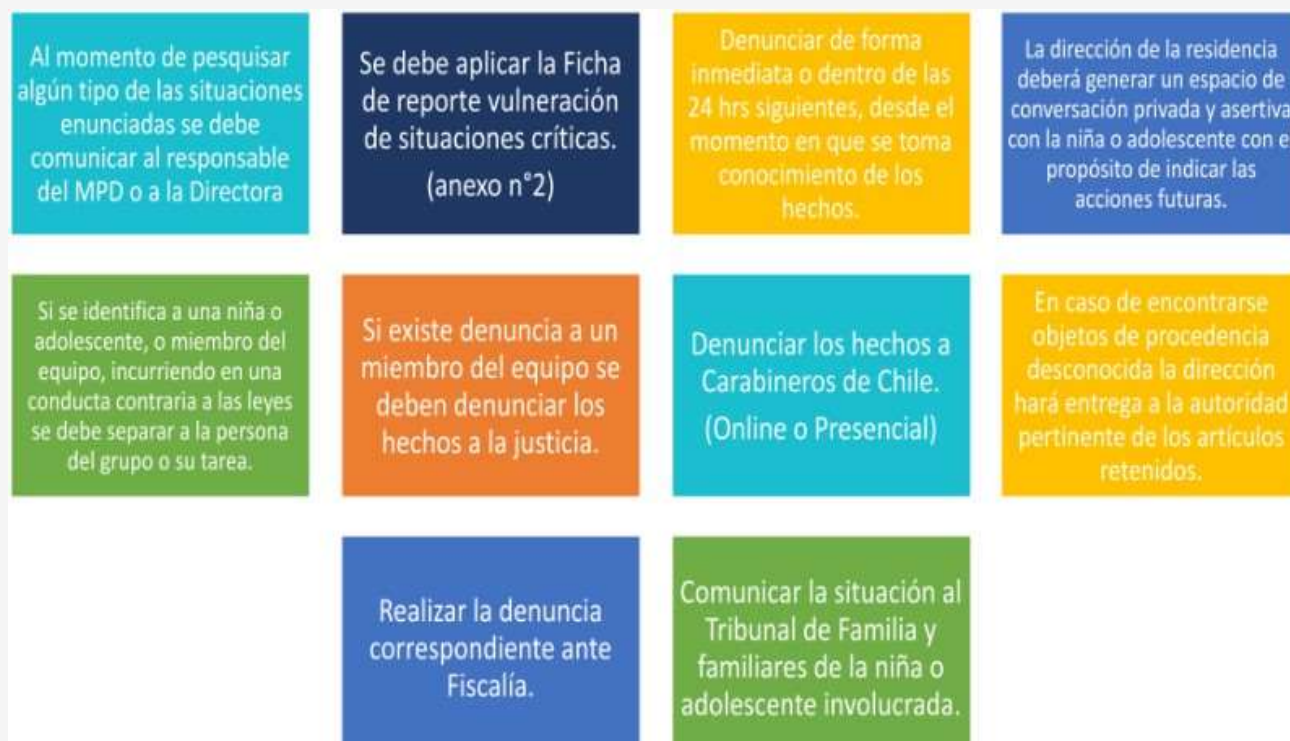 Al momento de pesquisar
algún tipo de las situaciones
enunciadas se debe
comunicar al responsable
del MPD o a la Directora
Se debe aplicar la Ficha
de reporte vulneración
de situaciones críticas.
(anexo n°2)
Denunciar de forma
inmediata o dentro de las
24 hrs siguientes, desde el
momento en que se toma
conocimiento de los
hechos.
La dirección de la residencia
deberá generar un espacio de
conversación privada y asertiva
con la niña o adolescente con e
propósito de indicar las
acciones futuras.
Si se identifica a una niña o
adolescente, o miembro del
equipo, incurriendo en una
conducta contraria a las leyes
se debe separar a la persona
del grupo o su tarea.
Si existe denuncia a un
miembro del equipo se
deben denunciar los
hechos a la justicia.
Denunciar los hechos a
Carabineros de Chile.
(Online o Presencial)
En caso de encontrarse
objetos de procedencia
desconocida la dirección
hará entrega a la autoridad
pertinente de los artículos
retenidos.
Realizar la denuncia
correspondiente ante
Fiscalía.
Comunicar la situación al
Tribunal de Familia y
familiares de la niña o
adolescente involucrada.